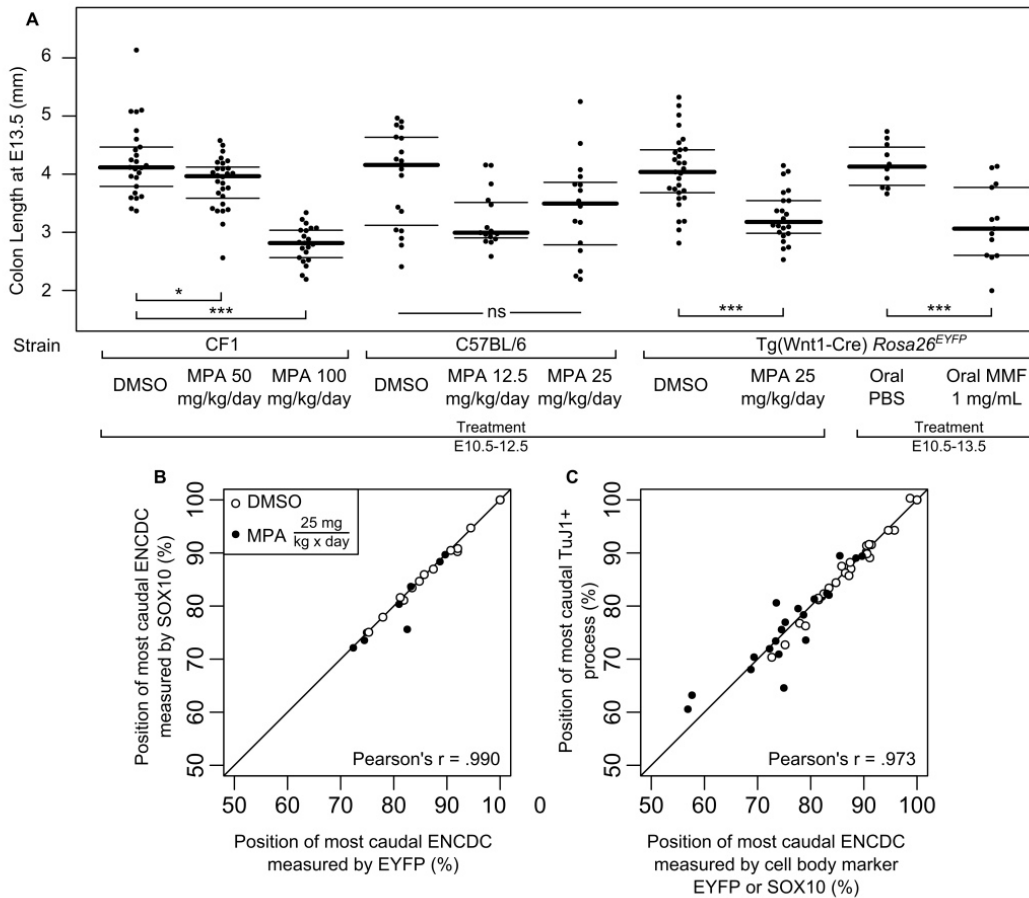 A
Colon Length at E13.5 (mm)
6
5
4
3
2
*
***
ns
***
***
Strain
CF1
C57BL/6
Tg(Wnt1-Cre) Rosa26^EYFP
DMSO
MPA 50
mg/kg/day
MPA 100
mg/kg/day
DMSO
MPA 12.5
mg/kg/day
MPA 25
mg/kg/day
DMSO
MPA 25
mg/kg/day
Oral
PBS
Oral MMF
1 mg/mL
Treatment
E10.5-12.5
Treatment
E10.5-13.5
B
Position of most caudal ENCDC
measured by SOX10 (%)
100
90
80
70
60
50
DMSO
MPA 25 mg
kg x day
Pearson's r = .990
50 60 70 80 90 10 0
Position of most caudal ENCDC
measured by EYFP (%)
C
Position of most caudal TuJ1+
process (%)
100
90
80
70
60
50
Pearson's r = .973
50 60 70 80 90 100
Position of most caudal ENCDC
measured by cell body marker
EYFP or SOX10 (%)